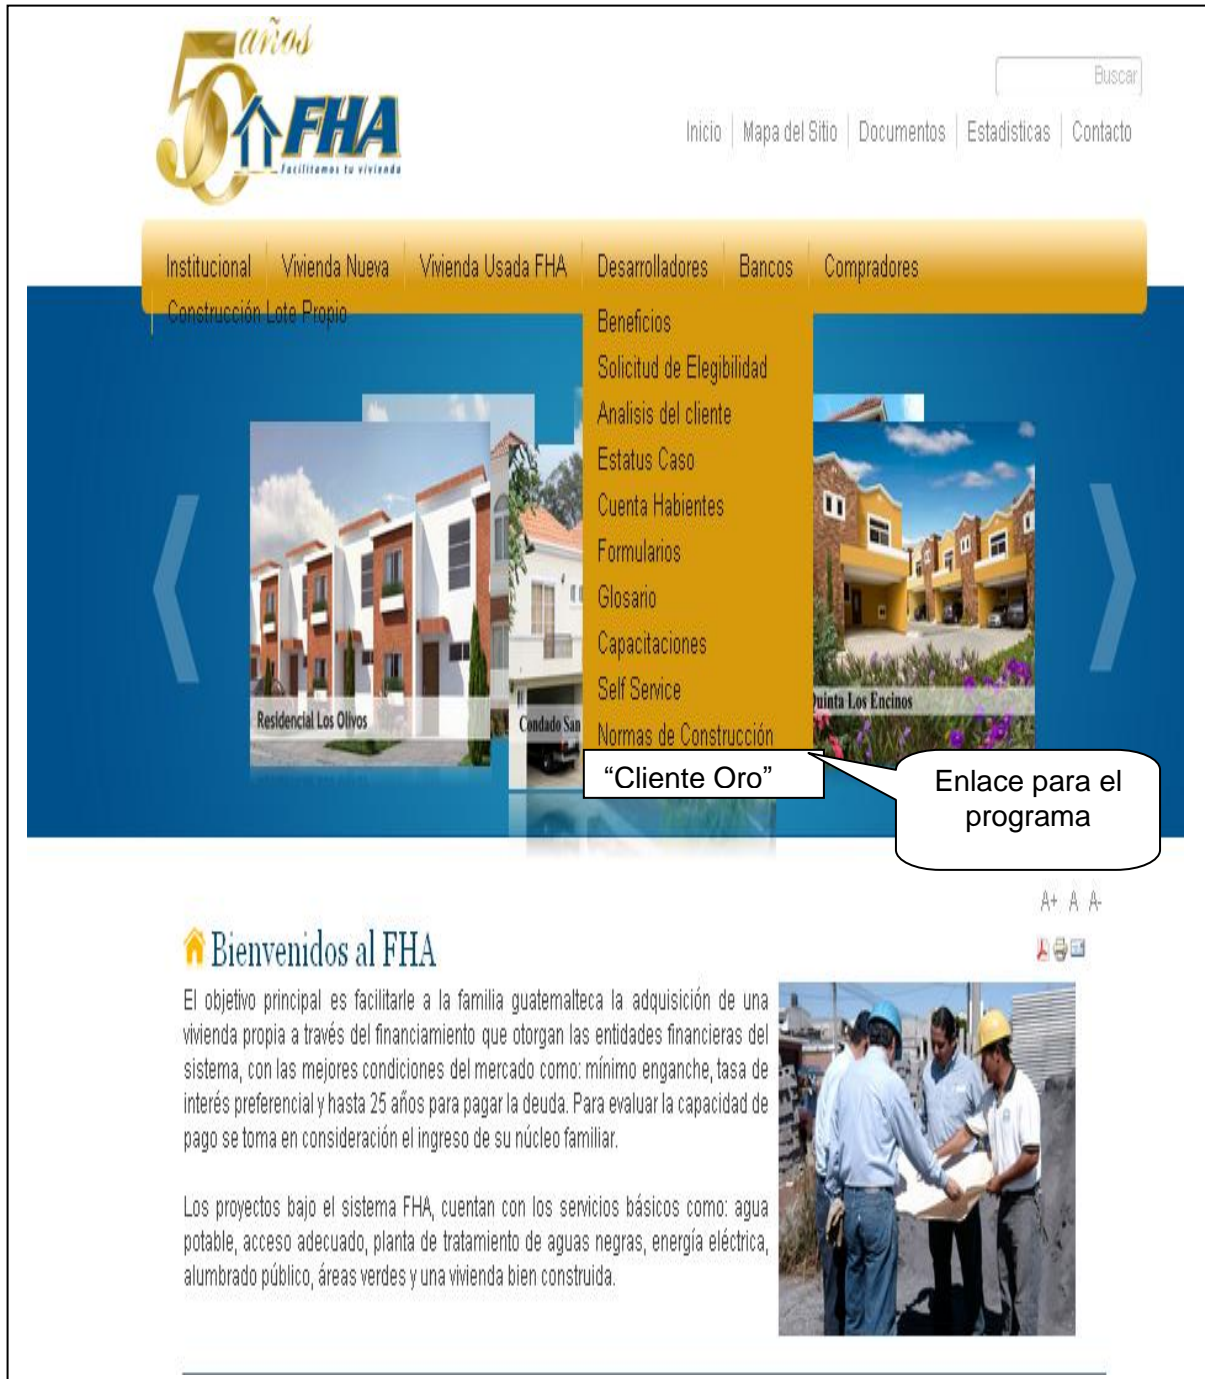 50 años
FHA
Facilitamos tu vivienda
Buscar
Inicio | Mapa del Sitio | Documentos | Estadisticas | Contacto
Institucional Vivienda Nueva Vivienda Usada FHA Desarrolladores Bancos Compradores
Construcción Lote Propio
Beneficios
Solicitud de Elegibilidad
Analisis del cliente
Estatus Caso
Cuenta Habientes
Formularios
Glosario
Capacitaciones
Self Service
Normas de Construcción
“Cliente Oro”
Enlace para el
programa
Residencial Los Olivos
Condado San
Quinta Los Encinos
A+ A A-
Bienvenidos al FHA
El objetivo principal es facilitarle a la familia guatemalteca la adquisición de una
vivienda propia a través del financiamiento que otorgan las entidades financieras del
sistema, con las mejores condiciones del mercado como: mínimo enganche, tasa de
interés preferencial y hasta 25 años para pagar la deuda. Para evaluar la capacidad de
pago se toma en consideración el ingreso de su núcleo familiar.
Los proyectos bajo el sistema FHA, cuentan con los servicios básicos como: agua
potable, acceso adecuado, planta de tratamiento de aguas negras, energía eléctrica,
alumbrado público, áreas verdes y una vivienda bien construida.